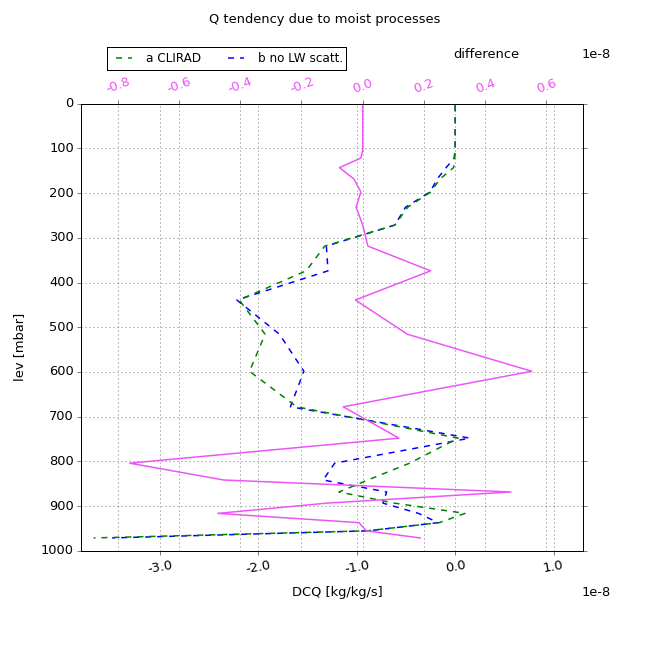 Q tendency due to moist processes
a CLIRAD b no LW scatt. difference 1e-8
-0.8 -0.6 -0.4 -0.2 0.0 0.2 0.4 0.6
0
100
200
300
400
500
600
700
800
900
1000
lev [mbar]
-3.0 -2.0 -1.0 0.0 1.0
DCQ [kg/kg/s] 1e-8